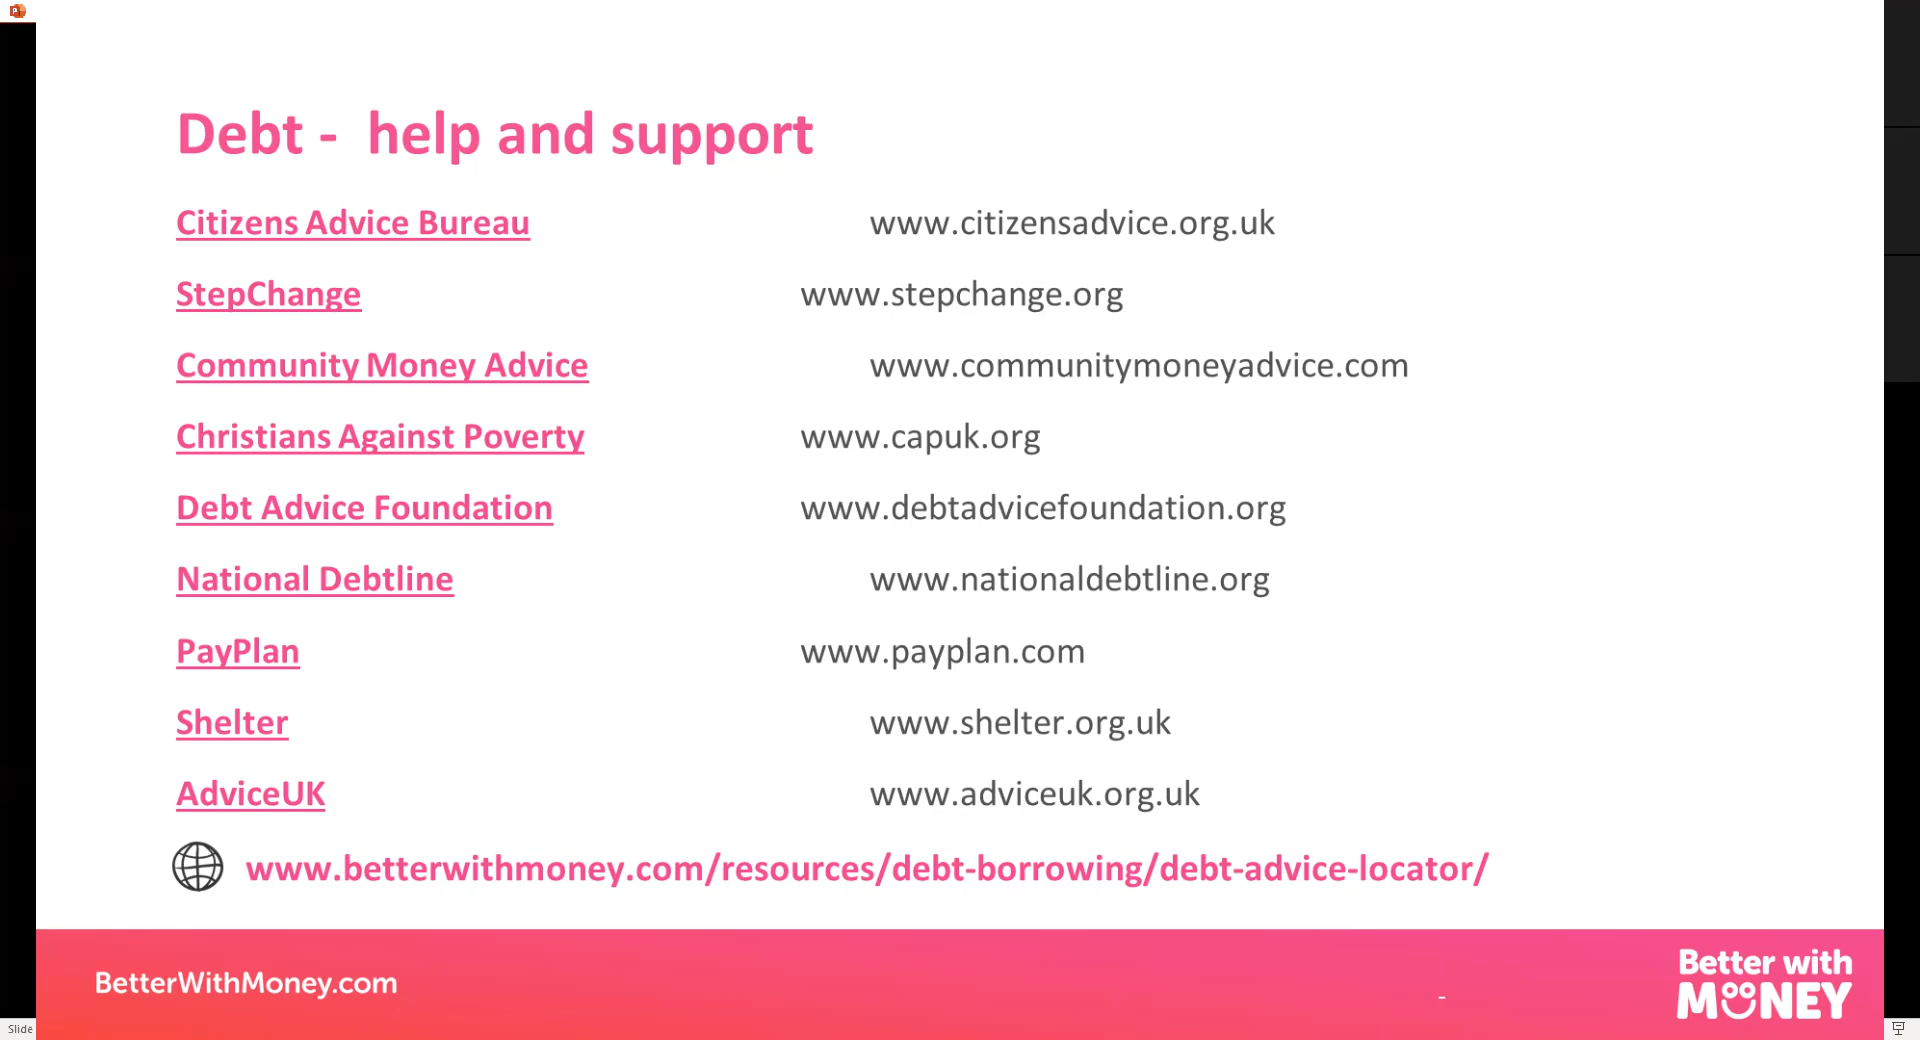 Debt - help and support
Citizens Advice Bureau www.citizensadvice.org.uk
StepChange www.stepchange.org
Community Money Advice www.communitymoneyadvice.com
Christians Against Poverty www.capuk.org
Debt Advice Foundation www.debtadvicefoundation.org
National Debtline www.nationaldebtline.org
PayPlan www.payplan.com
Shelter www.shelter.org.uk
AdviceUK www.adviceuk.org.uk
www.betterwithmoney.com/resources/debt-borrowing/debt-advice-locator/
BetterWithMoney.com
-
Better with
MONEY
Slide